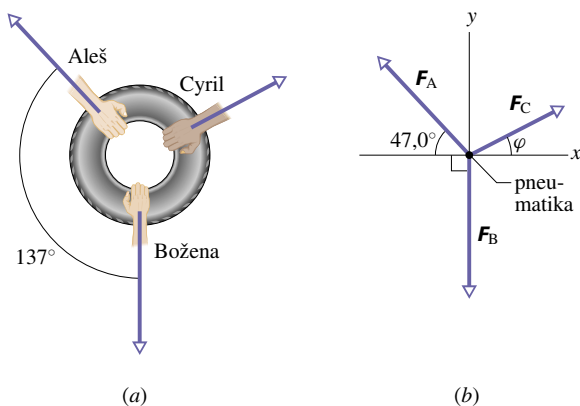 Aleš
Cyril
137°
Božena
(a)
y
F_A
F_C
47,0°
φ
x
pneu-
matika
F_B
(b)